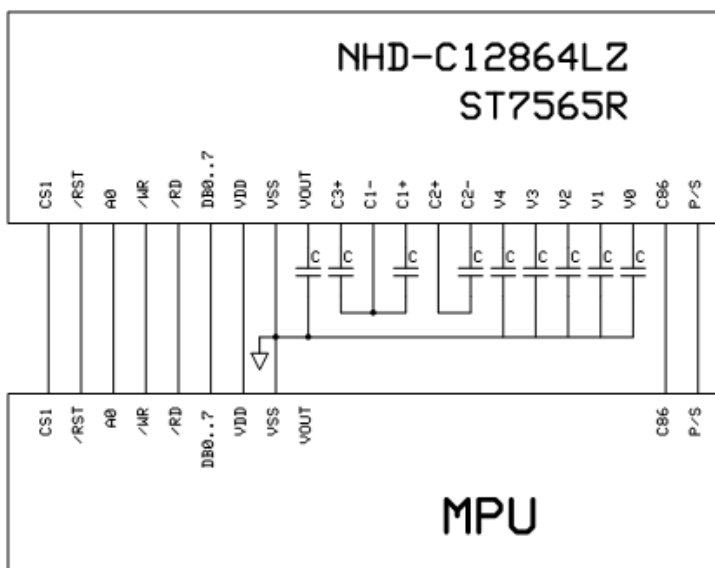 NHD-C12864LZ
ST7565R
CS1 /RST A0 /WR /RD DB0..7 VDD VSS VOUT C3+ C1- C1+ C2+ C2- V4 V3 V2 V1 V0 C86 P/S
C C C C C C C C C
CS1 /RST A0 /WR /RD DB0..7 VDD VSS VOUT C86 P/S
MPU